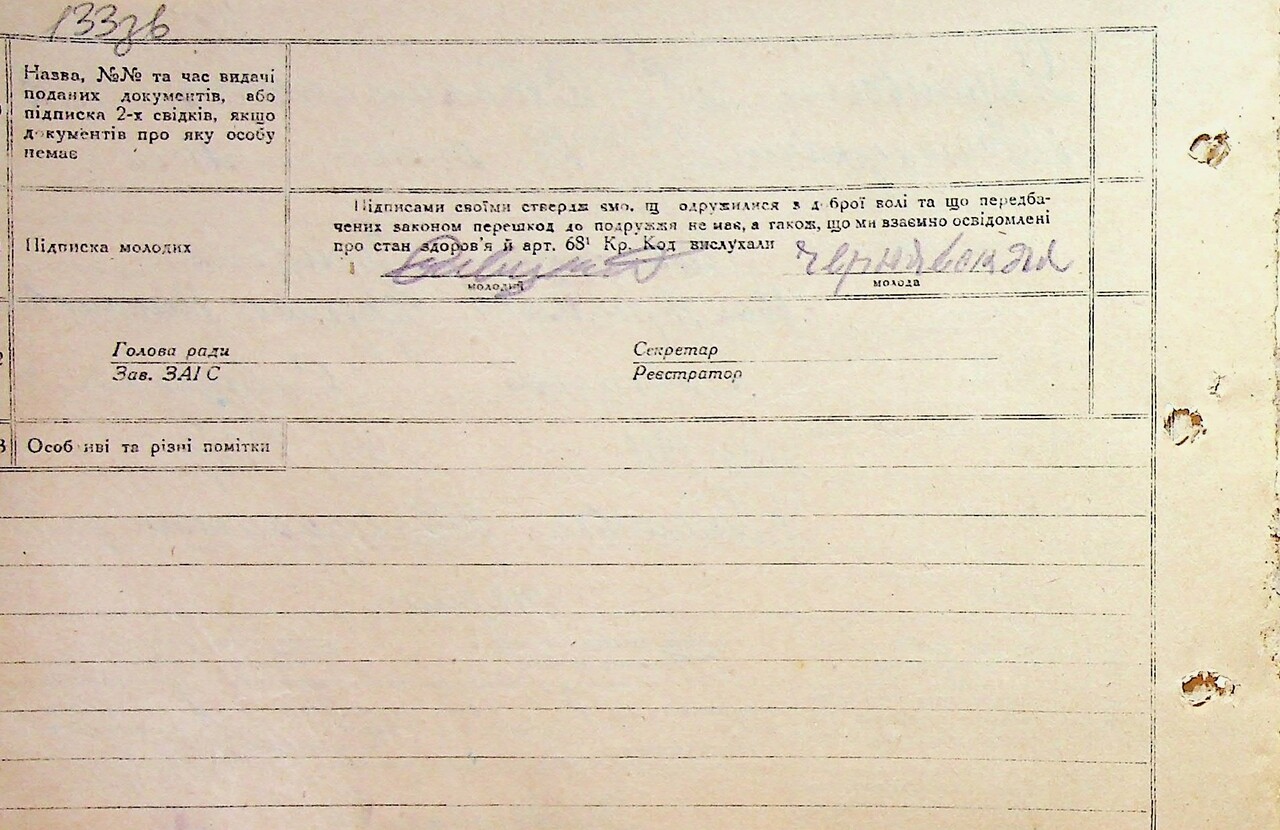 133зв
Назва, №№ та час видачі
поданих документів, або
підписка 2-х свідків, якщо
документів про яку особу
немає
Підписка молодих
Підписами своїми стверджуємо, що одружилися з доброї волі та що передба-
чених законом перешкод до подружжя не має, а також, що ми взаємно освідомлені
про стан здоров'я й арт. 68¹ Кр. Код вислухали
Чернявская
молодий
молода
Голова ради
Секретар
Зав. ЗАГС
Реєстратор
Особливі та різні помітки